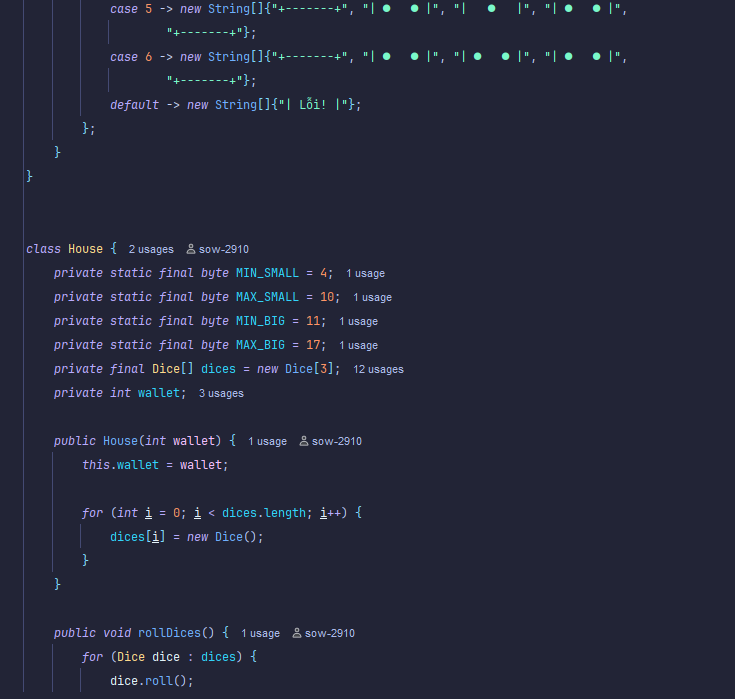 case 5 -> new String[]{"+-------+", "| ●   ● |", "|   ●   |", "| ●   ● |",
"+-------+"};
case 6 -> new String[]{"+-------+", "| ●   ● |", "| ●   ● |", "| ●   ● |",
"+-------+"};
default -> new String[]{"| Lỗi! |"};
};
}
}
class House {  2 usages  sow-2910
private static final byte MIN_SMALL = 4;  1 usage
private static final byte MAX_SMALL = 10;  1 usage
private static final byte MIN_BIG = 11;  1 usage
private static final byte MAX_BIG = 17;  1 usage
private final Dice[] dices = new Dice[3];  12 usages
private int wallet;  3 usages
public House(int wallet) {  1 usage  sow-2910
this.wallet = wallet;
for (int i = 0; i < dices.length; i++) {
dices[i] = new Dice();
}
}
public void rollDices() {  1 usage  sow-2910
for (Dice dice : dices) {
dice.roll();